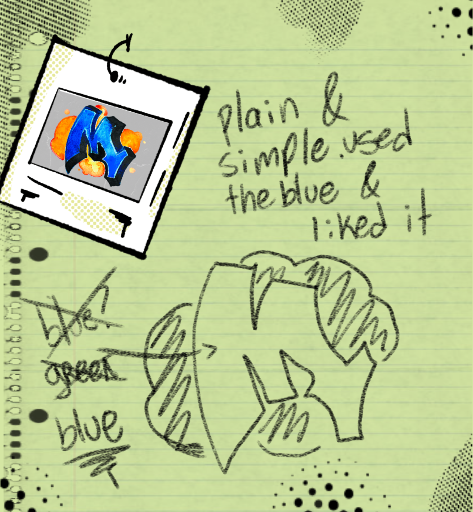 M
plain &
simple.used
the blue &
liked it
blue?
green
blue
M